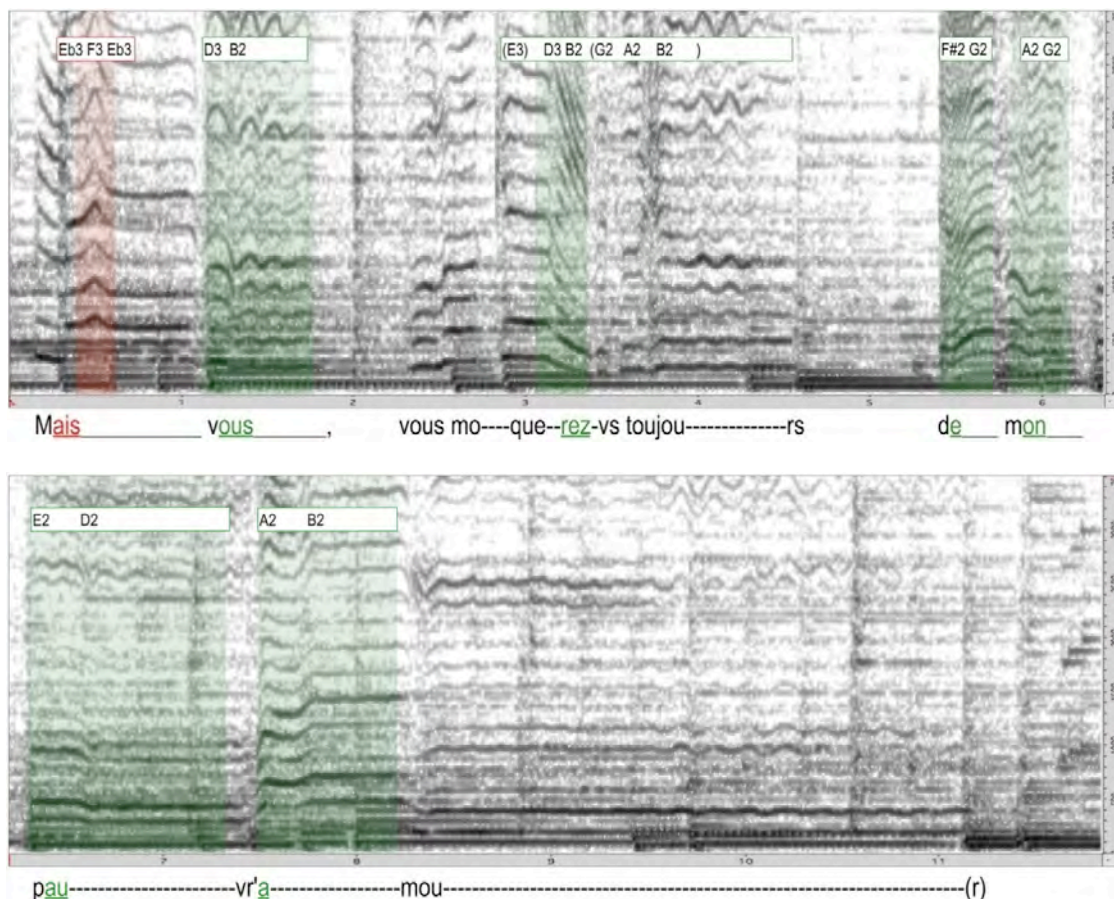 Eb3 F3 Eb3 D3 B2 (E3) D3 B2 (G2 A2 B2 ) F#2 G2 A2 G2
1 2 3 4 5 6
Mais__________ vous______, vous mo----que--rez-vs toujou--------------rs de___ mon___
E2 D2 A2 B2
7 8 9 10 11
pau-----------------vr'a-----------------mou---------------------------------------------------------(r)